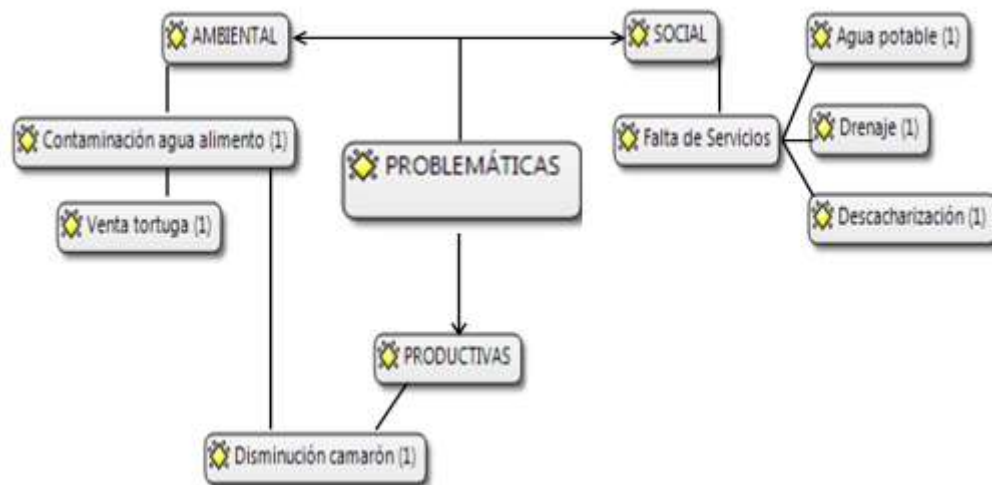 AMBIENTAL
SOCIAL
Agua potable (1)
Contaminación agua alimento (1)
Falta de Servicios
Drenaje (1)
PROBLEMÁTICAS
Venta tortuga (1)
Descacharización (1)
PRODUCTIVAS
Disminución camarón (1)